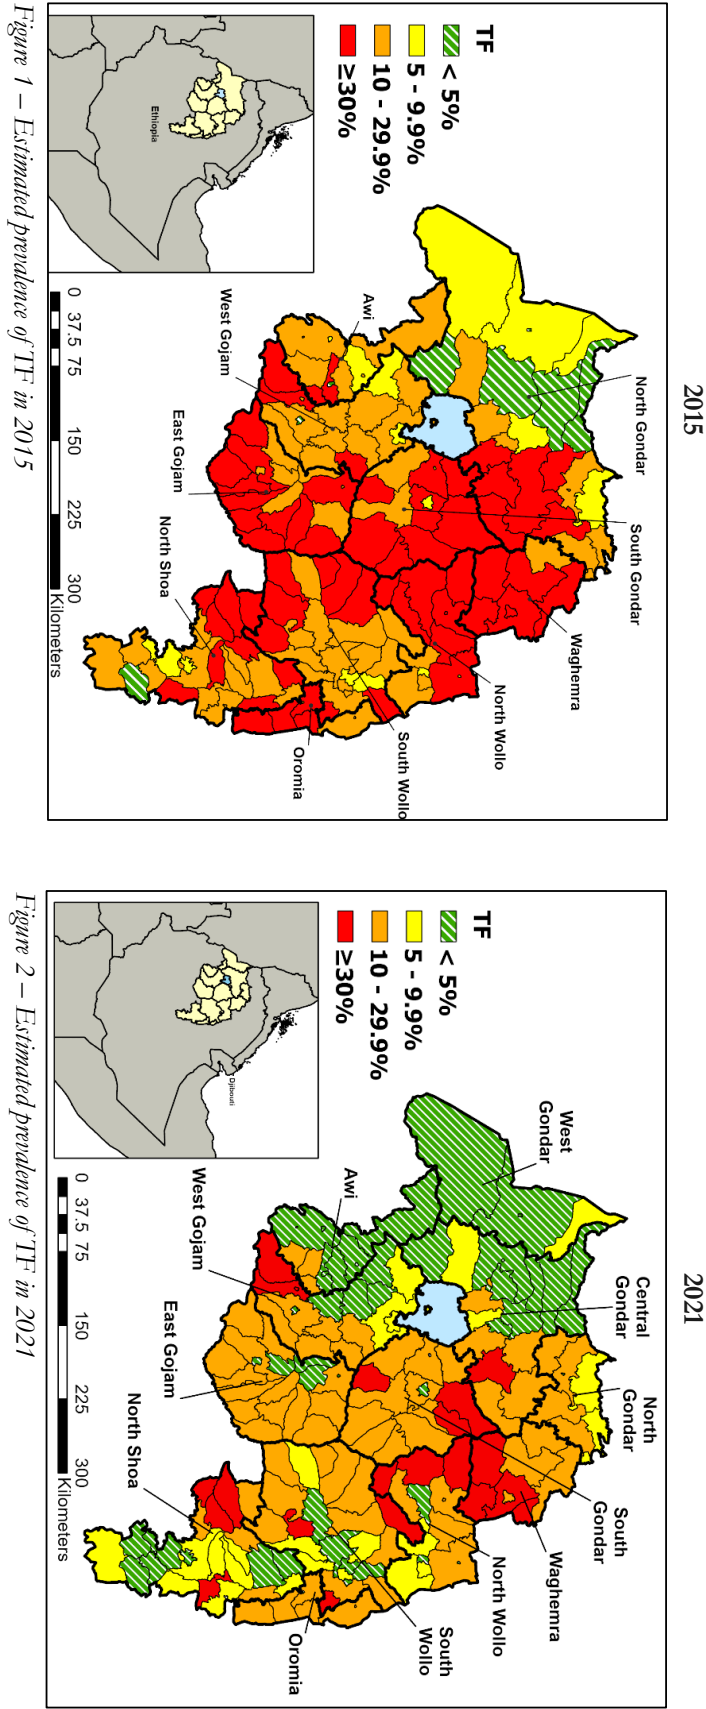 2015
North Gondar
South Gondar
Waghemra
North Wollo
South Wollo
Oromia
Awi
West Gojam
East Gojam
North Shoa
TF
< 5%
5 - 9.9%
10 - 29.9%
≥30%
Ethiopia
0 37.5 75 150 225 300
Kilometers
Figure 1 – Estimated prevalence of TF in 2015
2021
West
Gondar
Central
Gondar
North
Gondar
South
Gondar
Waghemra
North Wollo
South
Wollo
Oromia
Awi
West Gojam
East Gojam
North Shoa
TF
< 5%
5 - 9.9%
10 - 29.9%
≥30%
Djibouti
0 37.5 75 150 225 300
Kilometers
Figure 2 – Estimated prevalence of TF in 2021